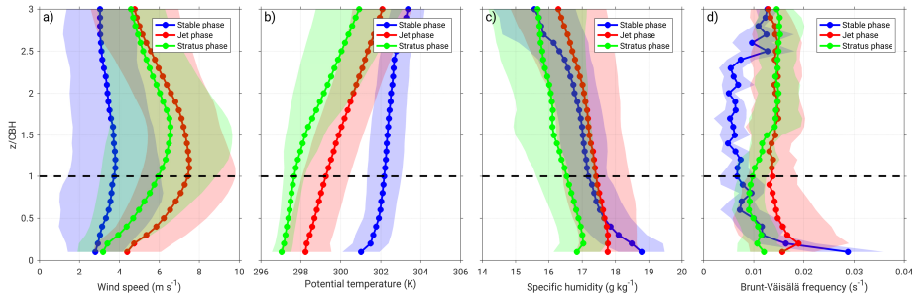 a)
Stable phase
Jet phase
Stratus phase
3
2.5
2
1.5
1
0.5
0
z/CBH
0 2 4 6 8 10
Wind speed (m s-1)
b)
Stable phase
Jet phase
Stratus phase
296 298 300 302 304 306
Potential temperature (K)
c)
Stable phase
Jet phase
Stratus phase
14 16 18 20
Specific humidity (g kg-1)
d)
Stable phase
Jet phase
Stratus phase
0 0.01 0.02 0.03 0.04
Brunt-Väisälä frequency (s-1)